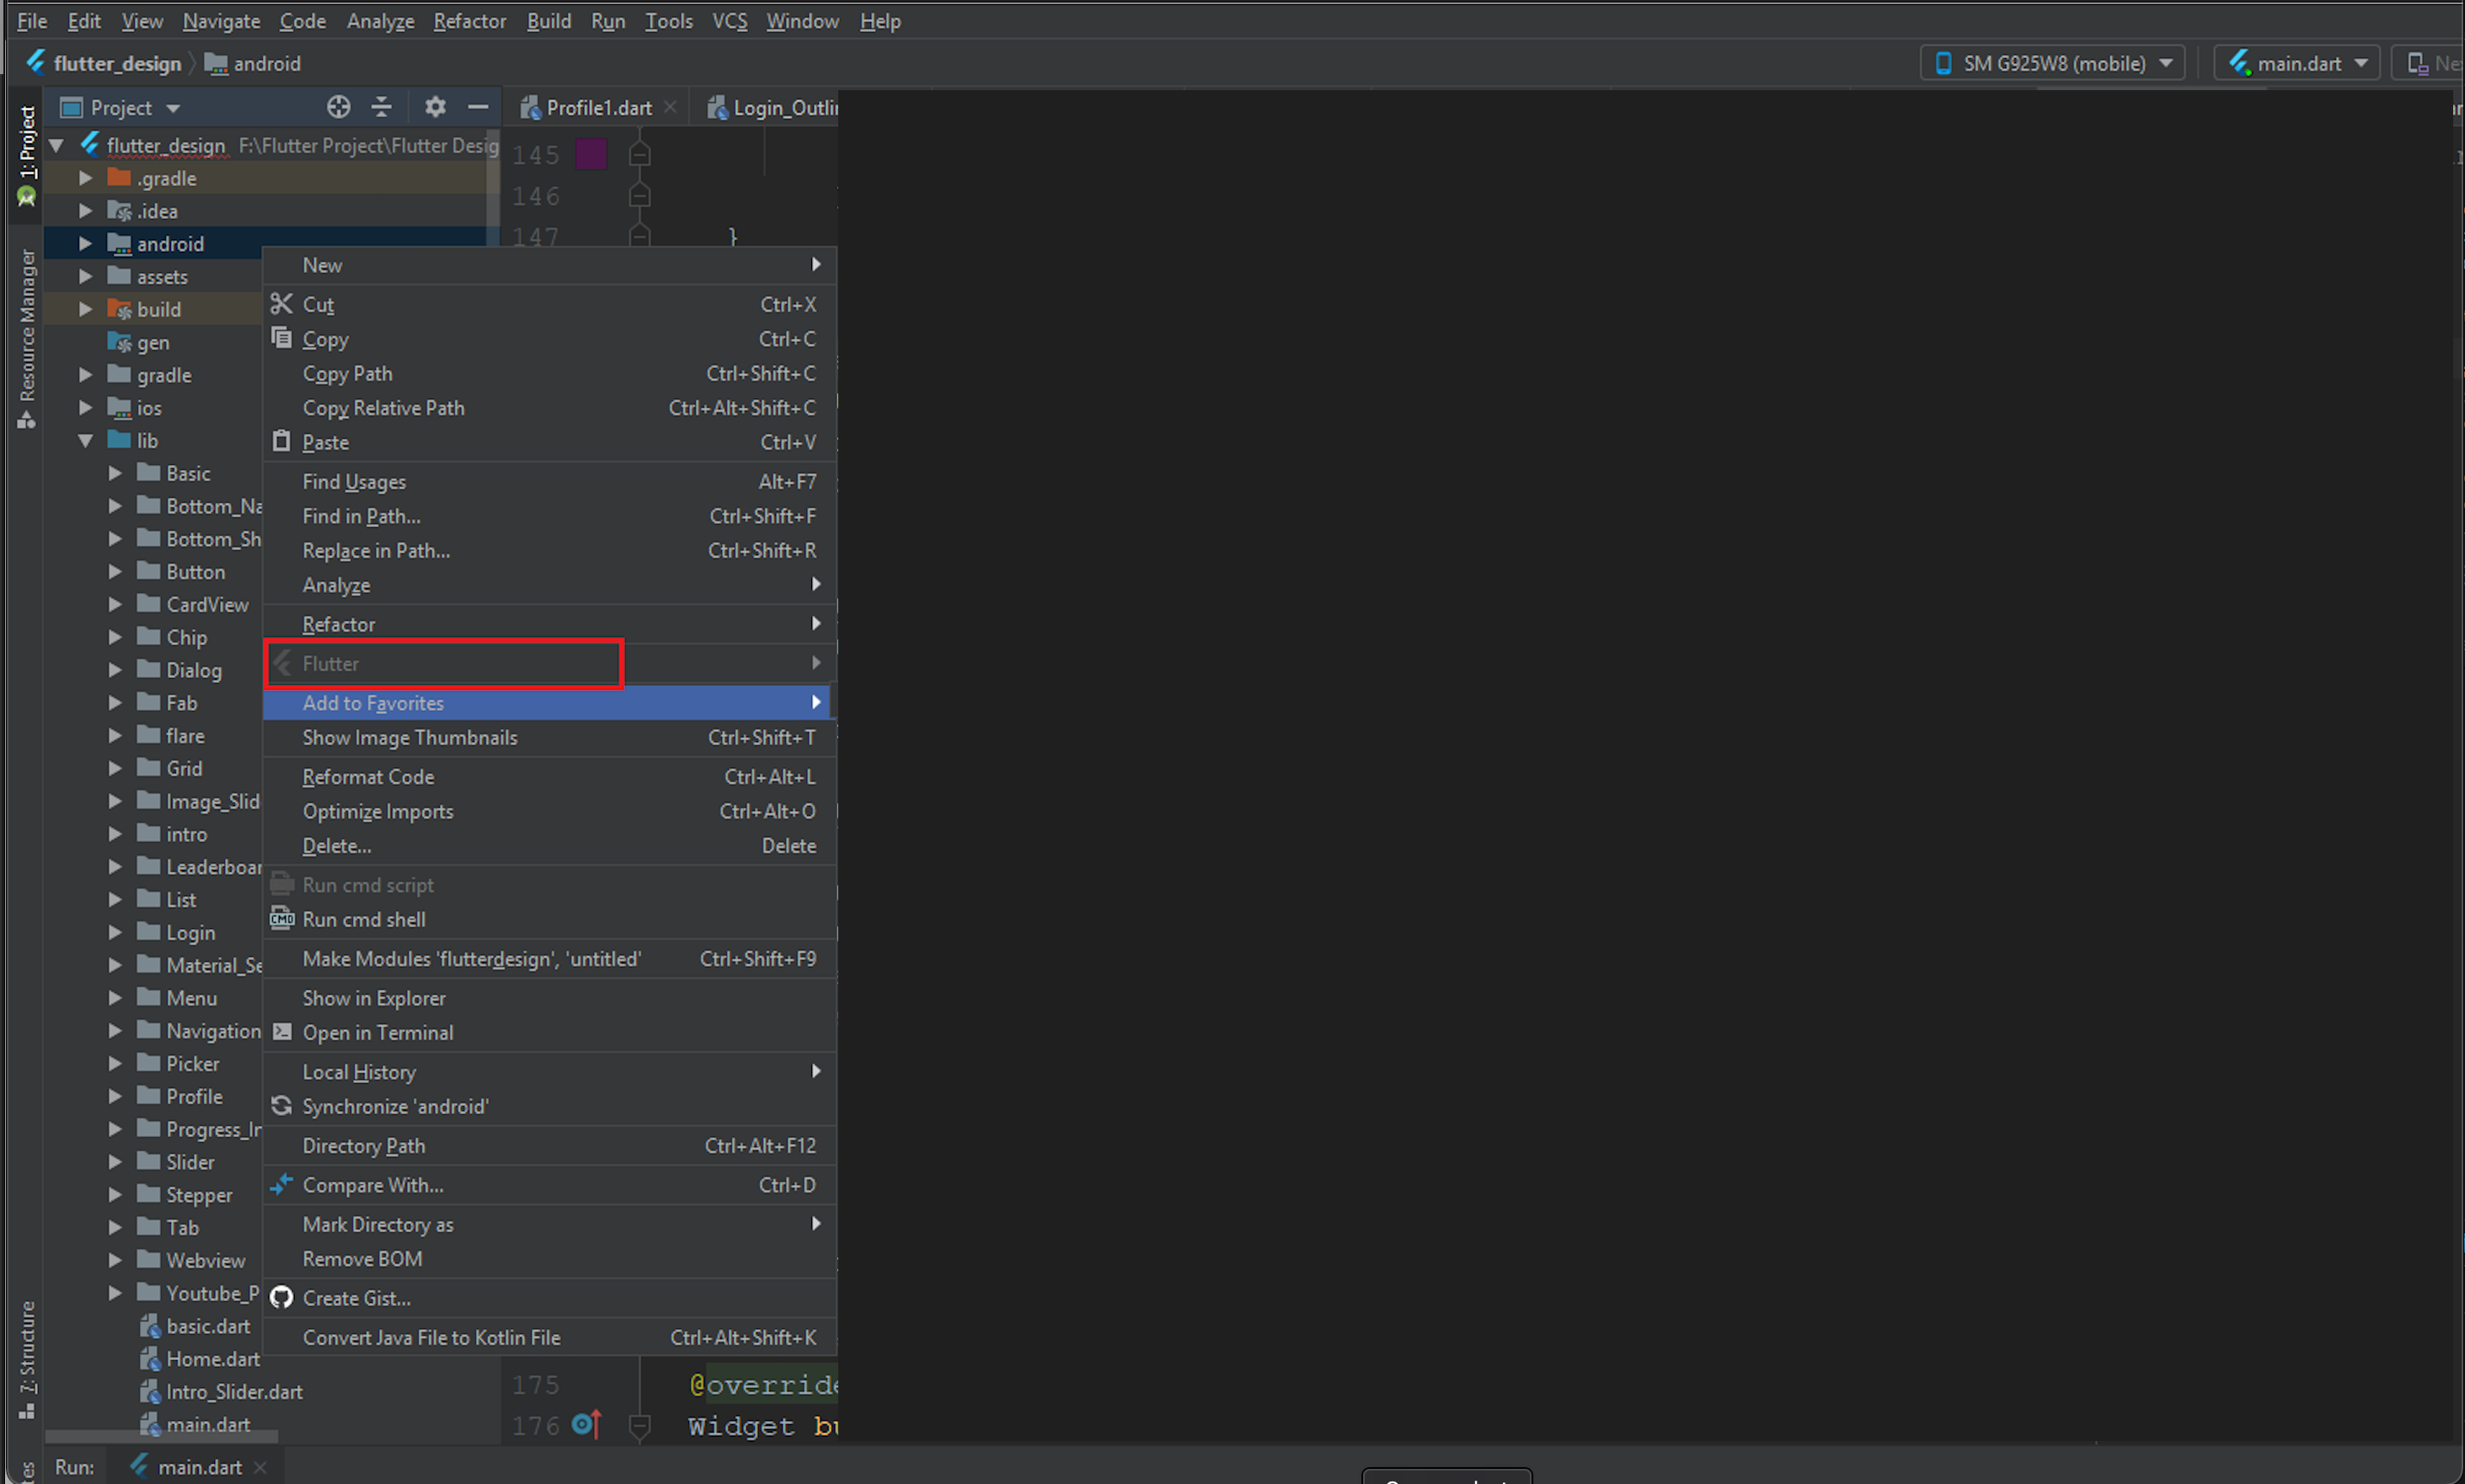 File Edit View Navigate Code Analyze Refactor Build Run Tools VCS Window Help
flutter_design android
SM G925W8 (mobile) main.dart
Project
Profile1.dart
1: Project
Resource Manager
7: Structure
flutter_design F:\Flutter Project\Flutter Desig
.gradle
.idea
android
assets
build
gen
gradle
ios
lib
Basic
Bottom_Na
Bottom_Sh
Button
CardView
Chip
Dialog
Fab
flare
Grid
Image_Slid
intro
Leaderboar
List
Login
Material_Se
Menu
Navigation
Picker
Profile
Progress_In
Slider
Stepper
Tab
Webview
Youtube_P
basic.dart
Home.dart
Intro_Slider.dart
main.dart
New
Cut Ctrl+X
Copy Ctrl+C
Copy Path Ctrl+Shift+C
Copy Relative Path Ctrl+Alt+Shift+C
Paste Ctrl+V
Find Usages Alt+F7
Find in Path... Ctrl+Shift+F
Replace in Path... Ctrl+Shift+R
Analyze
Refactor
Flutter
Add to Favorites
Show Image Thumbnails Ctrl+Shift+T
Reformat Code Ctrl+Alt+L
Optimize Imports Ctrl+Alt+O
Delete... Delete
Run cmd script
CMD Run cmd shell
Make Modules 'flutterdesign', 'untitled' Ctrl+Shift+F9
Show in Explorer
Open in Terminal
Local History
Synchronize 'android'
Directory Path Ctrl+Alt+F12
Compare With... Ctrl+D
Mark Directory as
Remove BOM
Create Gist...
Convert Java File to Kotlin File Ctrl+Alt+Shift+K
145
146
147 }
175 @override
176 Widget bu
Run: main.dart